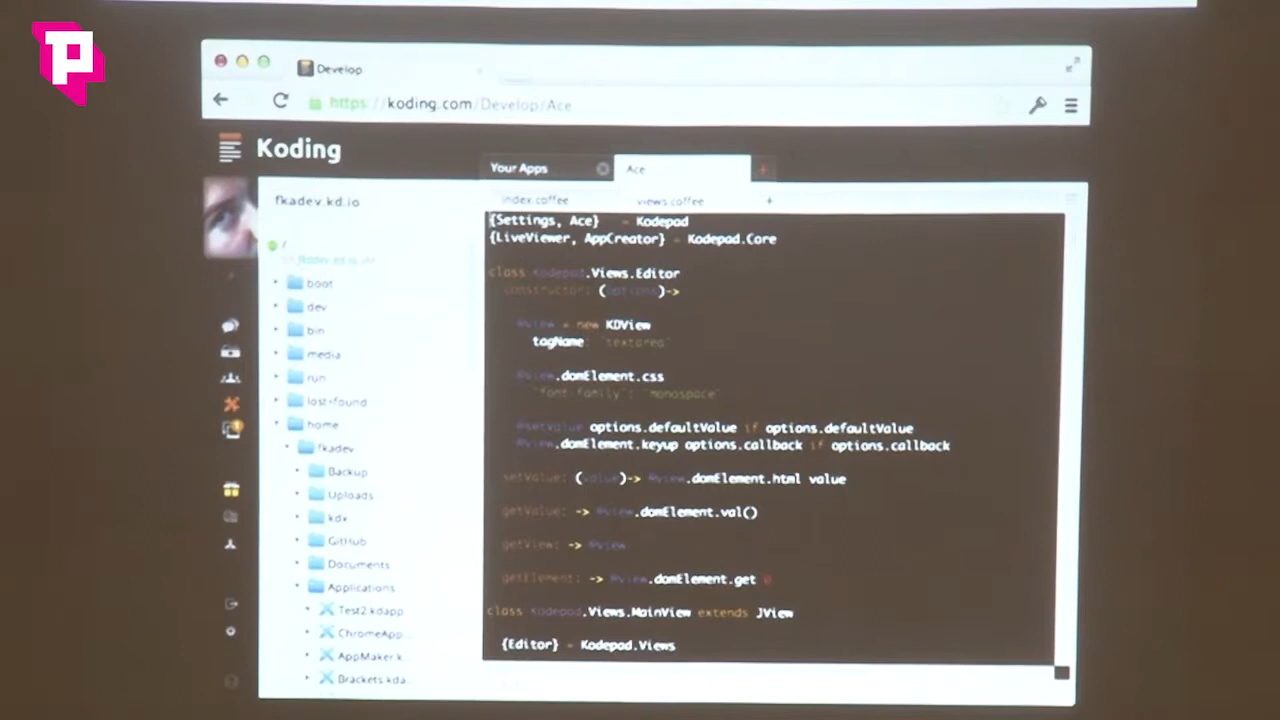 P
Develop
https://koding.com/Develop/Ace
Koding
Your Apps
Ace
fkadev.kd.io
index.coffee
views.coffee
+
/
boot
dev
bin
media
run
lost+found
home
fkadev
Backup
Uploads
kdx
GitHub
Documents
Applications
Test2.kdapp
ChromeApp...
AppMaker.k...
Brackets.kda...
{Settings, Ace} = Kodepad
{LiveViewer, AppCreator} = Kodepad.Core
class Kodepad.Views.Editor
constructor: (options)->
@view = new KDView
tagName: "textarea"
@view.domElement.css
"font-family": "monospace"
@setValue options.defaultValue if options.defaultValue
@view.domElement.keyup options.callback if options.callback
setValue: (value)-> @view.domElement.html value
getValue: -> @view.domElement.val()
getView: -> @view
getElement: -> @view.domElement.get 0
class Kodepad.Views.MainView extends JView
{Editor} = Kodepad.Views